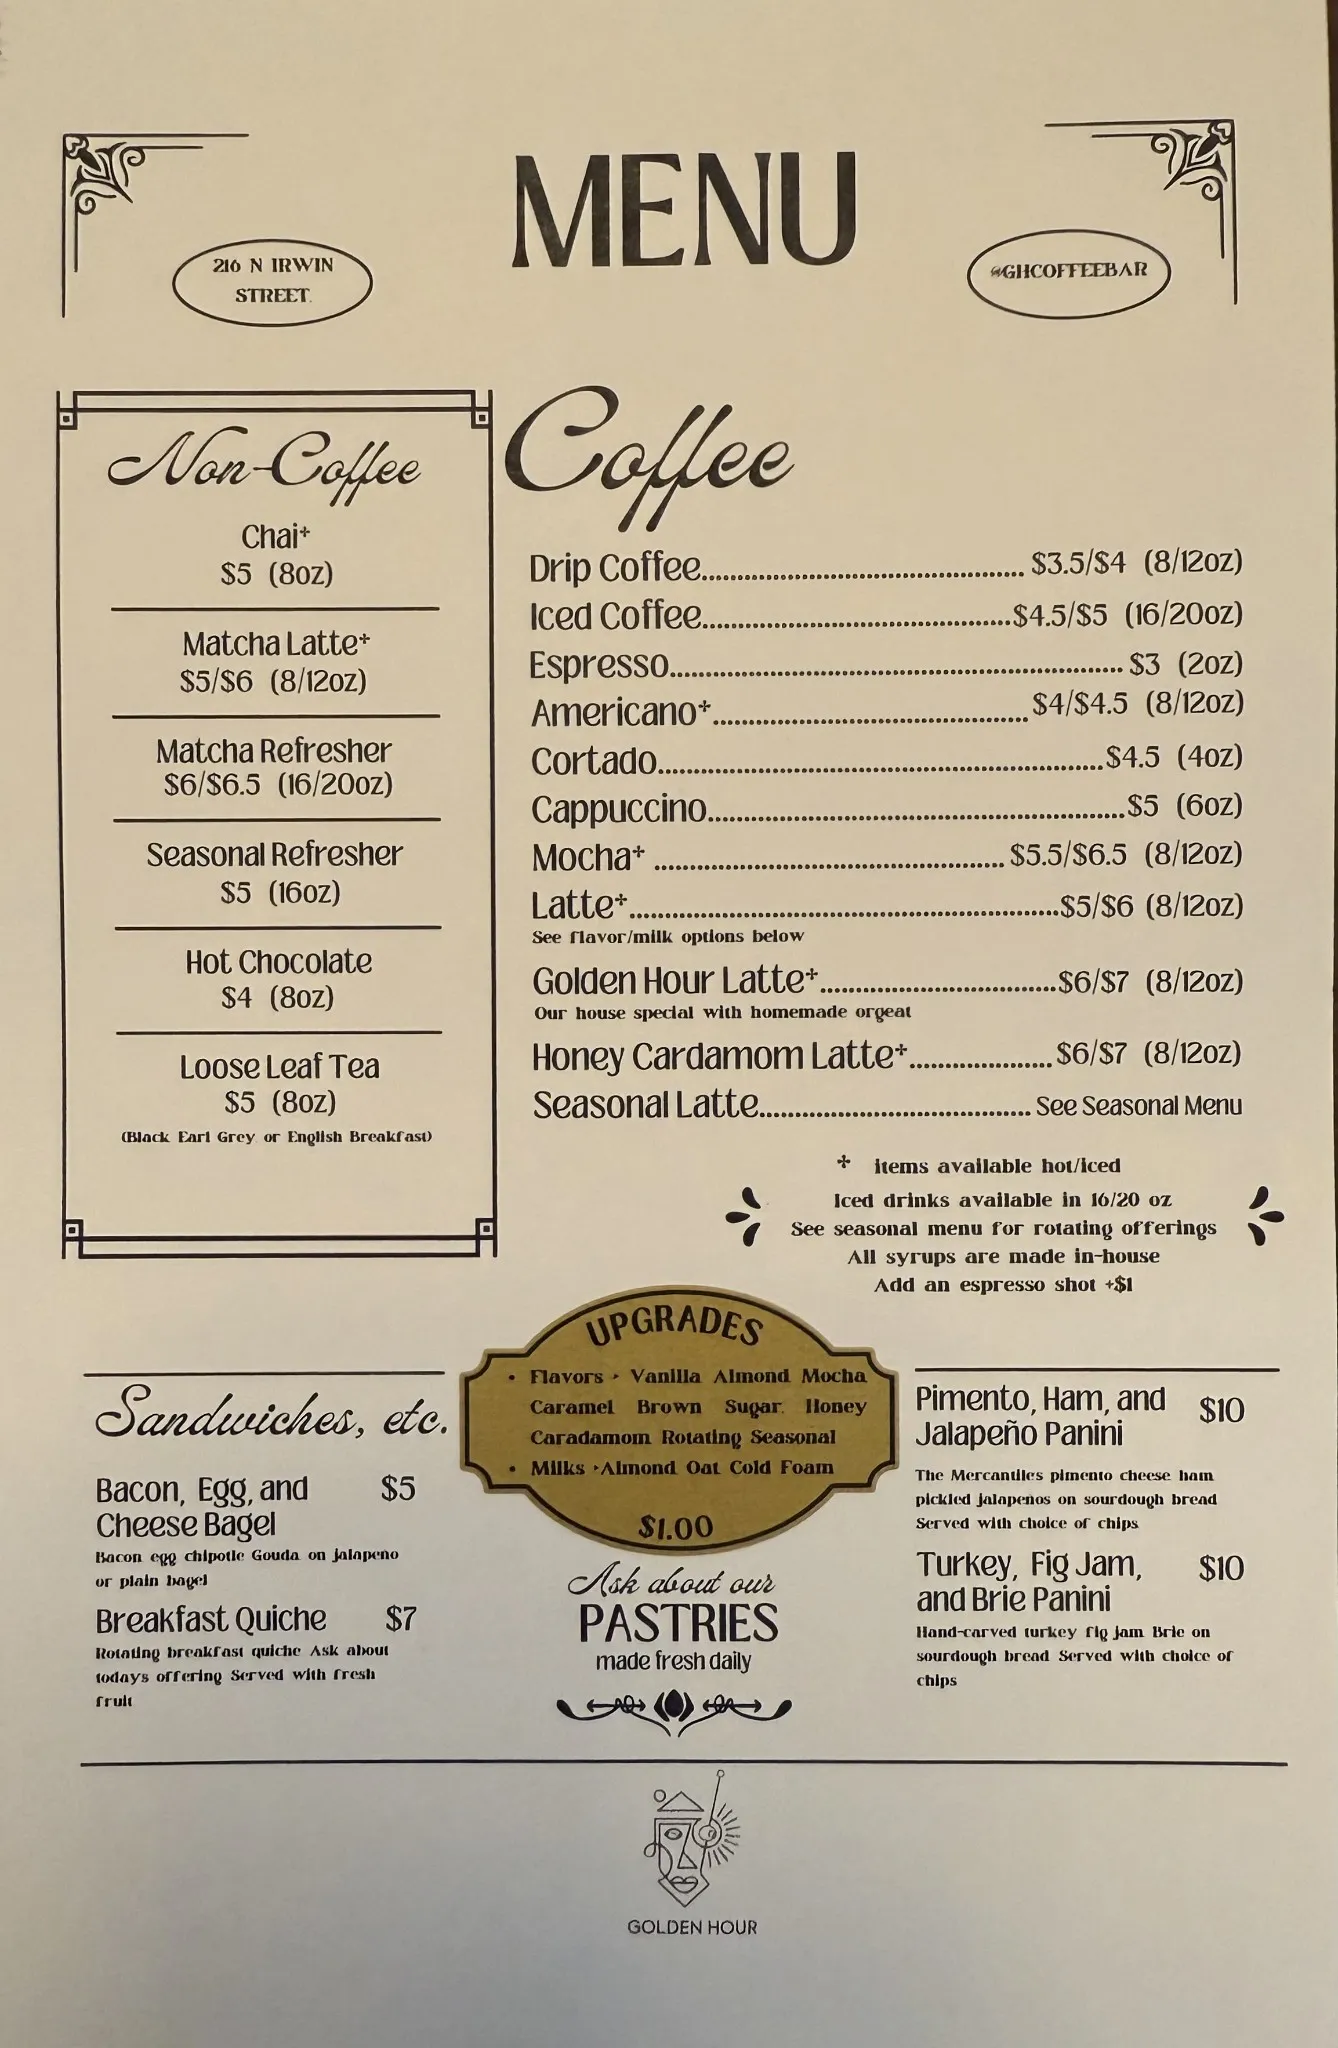 MENU
216 N IRWIN
STREET.
@GHCOFFEEBAR
Non-Coffee
Chai+
$5 (8oz)
Matcha Latte+
$5/$6 (8/12oz)
Matcha Refresher
$6/$6.5 (16/20oz)
Seasonal Refresher
$5 (16oz)
Hot Chocolate
$4 (8oz)
Loose Leaf Tea
$5 (8oz)
(Black Earl Grey or English Breakfast)
Coffee
Drip Coffee........................................ $3.5/$4 (8/12oz)
Iced Coffee........................................$4.5/$5 (16/20oz)
Espresso........................................ $3 (2oz)
Americano+........................................ $4/$4.5 (8/12oz)
Cortado........................................$4.5 (4oz)
Cappuccino........................................$5 (6oz)
Mocha+ ........................................ $5.5/$6.5 (8/12oz)
Latte+........................................$5/$6 (8/12oz)
See flavor/milk options below
Golden Hour Latte+..............................$6/$7 (8/12oz)
Our house special with homemade orgeat
Honey Cardamom Latte+.................. $6/$7 (8/12oz)
Seasonal Latte................................... See Seasonal Menu
+ items available hot/iced
Iced drinks available in 16/20 oz
See seasonal menu for rotating offerings
All syrups are made in-house
Add an espresso shot +$1
UPGRADES
• Flavors - Vanilla Almond Mocha
Caramel Brown Sugar. Honey
Caradamom Rotating Seasonal
• Milks -Almond Oat Cold Foam
$1.00
Sandwiches, etc.
Bacon, Egg, and $5
Cheese Bagel
Bacon egg chipotle Gouda on jalapeno
or plain bagel
Breakfast Quiche $7
Rotating breakfast quiche Ask about
todays offering Served with fresh
fruit
Ask about our
PASTRIES
made fresh daily
Pimento, Ham, and $10
Jalapeño Panini
The Mercantiles pimento cheese ham
pickled jalapenos on sourdough bread
Served with choice of chips
Turkey, Fig Jam, $10
and Brie Panini
Hand-carved turkey fig jam Brie on
sourdough bread Served with choice of
chips
GOLDEN HOUR